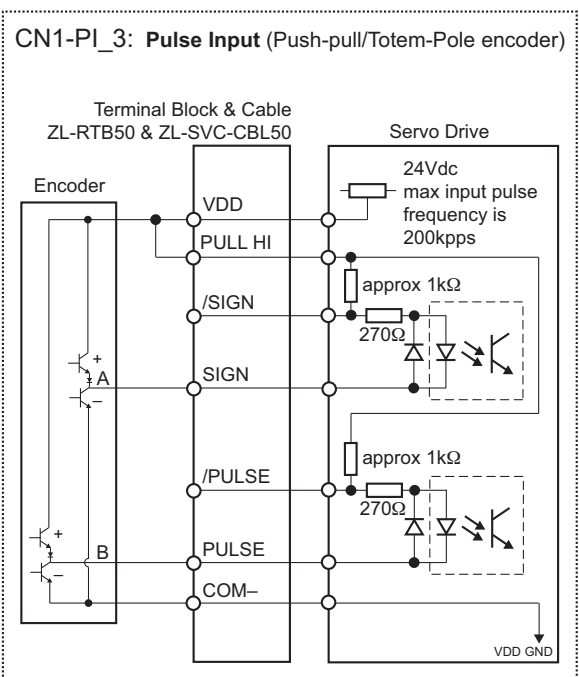 CN1-PI_3: Pulse Input (Push-pull/Totem-Pole encoder)
Terminal Block & Cable
ZL-RTB50 & ZL-SVC-CBL50
Servo Drive
Encoder
24Vdc
max input pulse
frequency is
200kpps
VDD
PULL HI
approx 1kΩ
/SIGN
270Ω
+
A
–
SIGN
approx 1kΩ
/PULSE
270Ω
+
B
–
PULSE
COM–
VDD GND